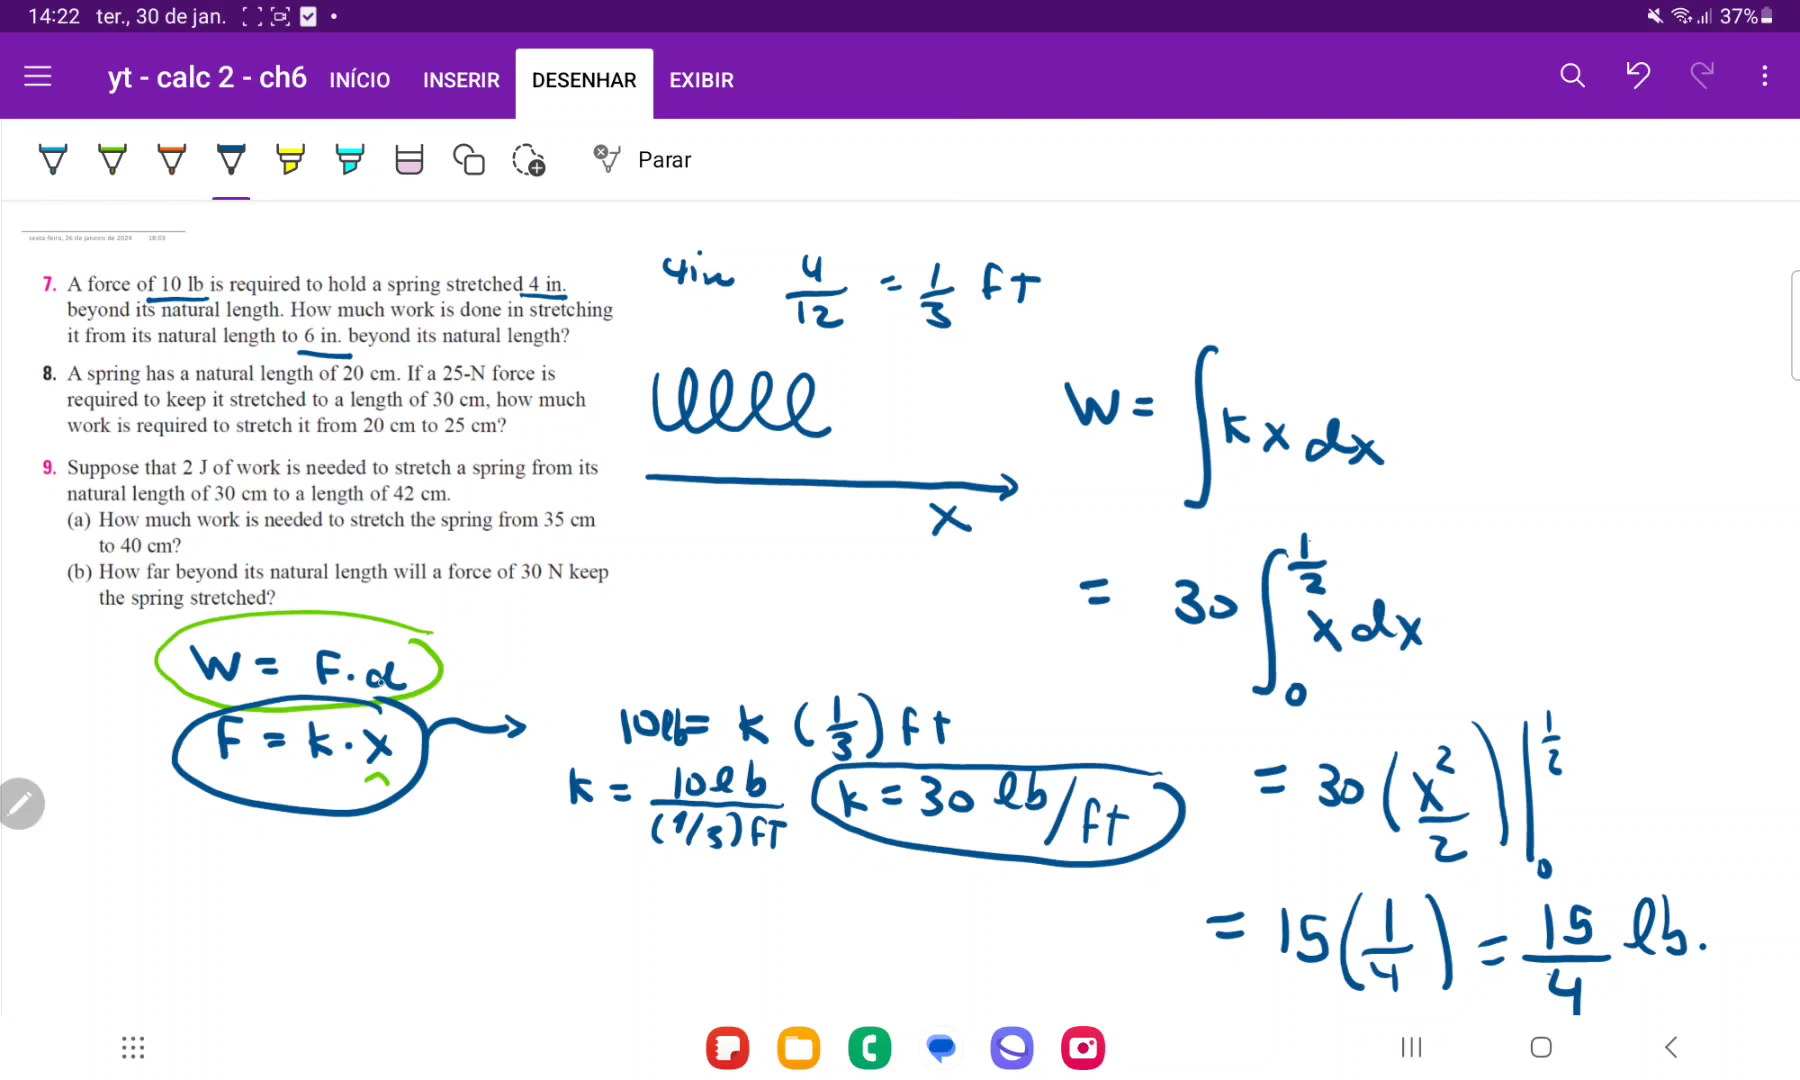 14:22 ter., 30 de jan. 37%
yt - calc 2 - ch6 INÍCIO INSERIR DESENHAR EXIBIR
Parar
sexta-feira, 26 de janeiro de 2024 18:03
7. A force of 10 lb is required to hold a spring stretched 4 in.
beyond its natural length. How much work is done in stretching
it from its natural length to 6 in. beyond its natural length?
8. A spring has a natural length of 20 cm. If a 25-N force is
required to keep it stretched to a length of 30 cm, how much
work is required to stretch it from 20 cm to 25 cm?
9. Suppose that 2 J of work is needed to stretch a spring from its
natural length of 30 cm to a length of 42 cm.
(a) How much work is needed to stretch the spring from 35 cm
to 40 cm?
(b) How far beyond its natural length will a force of 30 N keep
the spring stretched?
W = F.d
F = k.x
4in 4/12 = 1/3 FT
x
10lb = k (1/3) ft
k = 10lb/(1/3)FT k = 30 lb/ft
W = ∫kx dx
= 30 ∫₀^(1/2) x dx
= 30 (x²/2) |₀^(1/2)
= 15(1/4) = 15/4 lb.